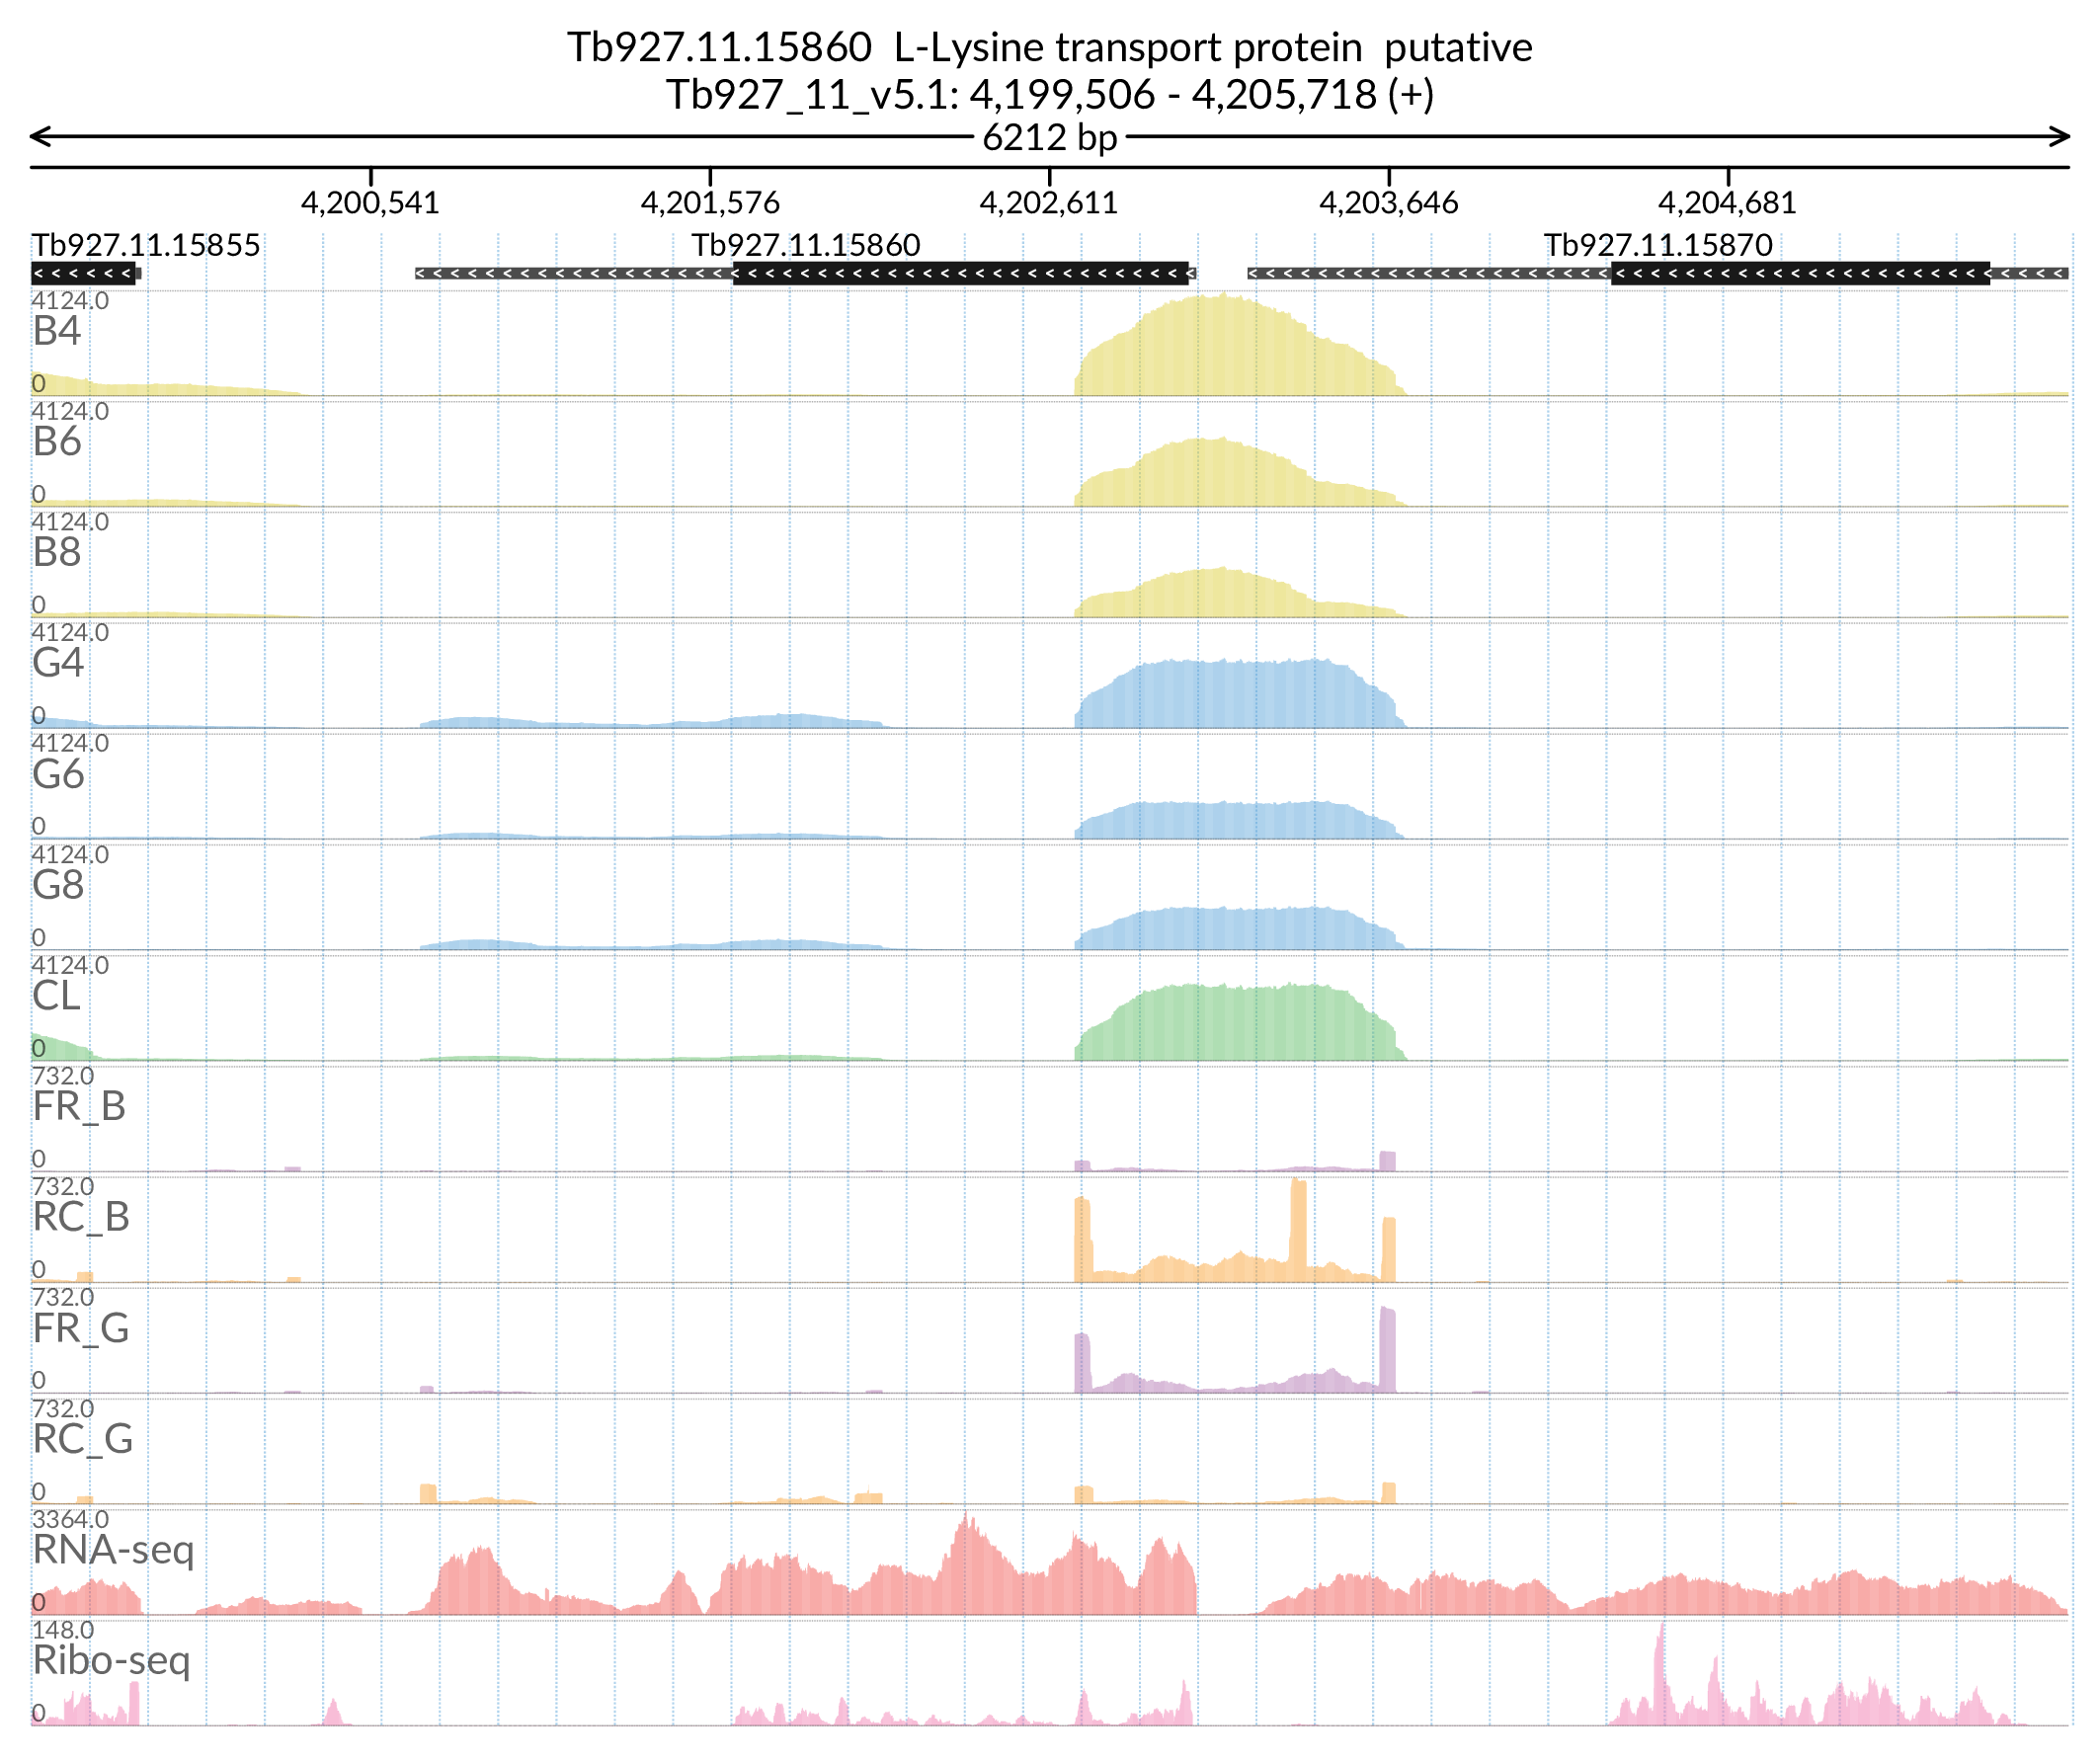 Tb927.11.15860  L-Lysine transport protein  putative
Tb927_11_v5.1: 4,199,506 - 4,205,718 (+)
6212 bp
4,200,541 4,201,576 4,202,611 4,203,646 4,204,681
Tb927.11.15855 Tb927.11.15860 Tb927.11.15870
4124.0
B4
0
4124.0
B6
0
4124.0
B8
0
4124.0
G4
0
4124.0
G6
0
4124.0
G8
0
4124.0
CL
0
732.0
FR_B
0
732.0
RC_B
0
732.0
FR_G
0
732.0
RC_G
0
3364.0
RNA-seq
0
148.0
Ribo-seq
0